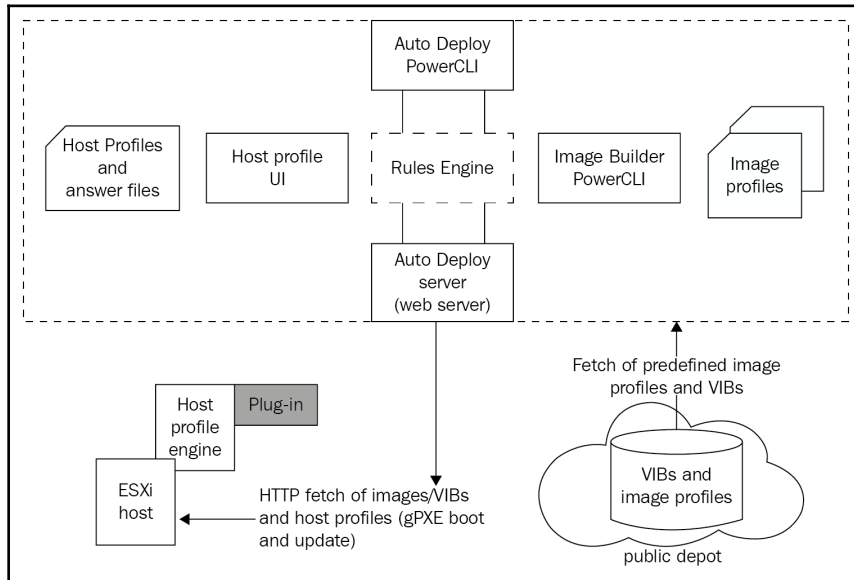 Auto Deploy
PowerCLI
Host Profiles
and
answer files
Host profile
UI
Rules Engine
Image Builder
PowerCLI
Image
profiles
Auto Deploy
server
(web server)
Fetch of predefined image
profiles and VIBs
Host
profile
engine
Plug-in
ESXi
host
HTTP fetch of images/VIBs
and host profiles (gPXE boot
and update)
VIBs and
image profiles
public depot